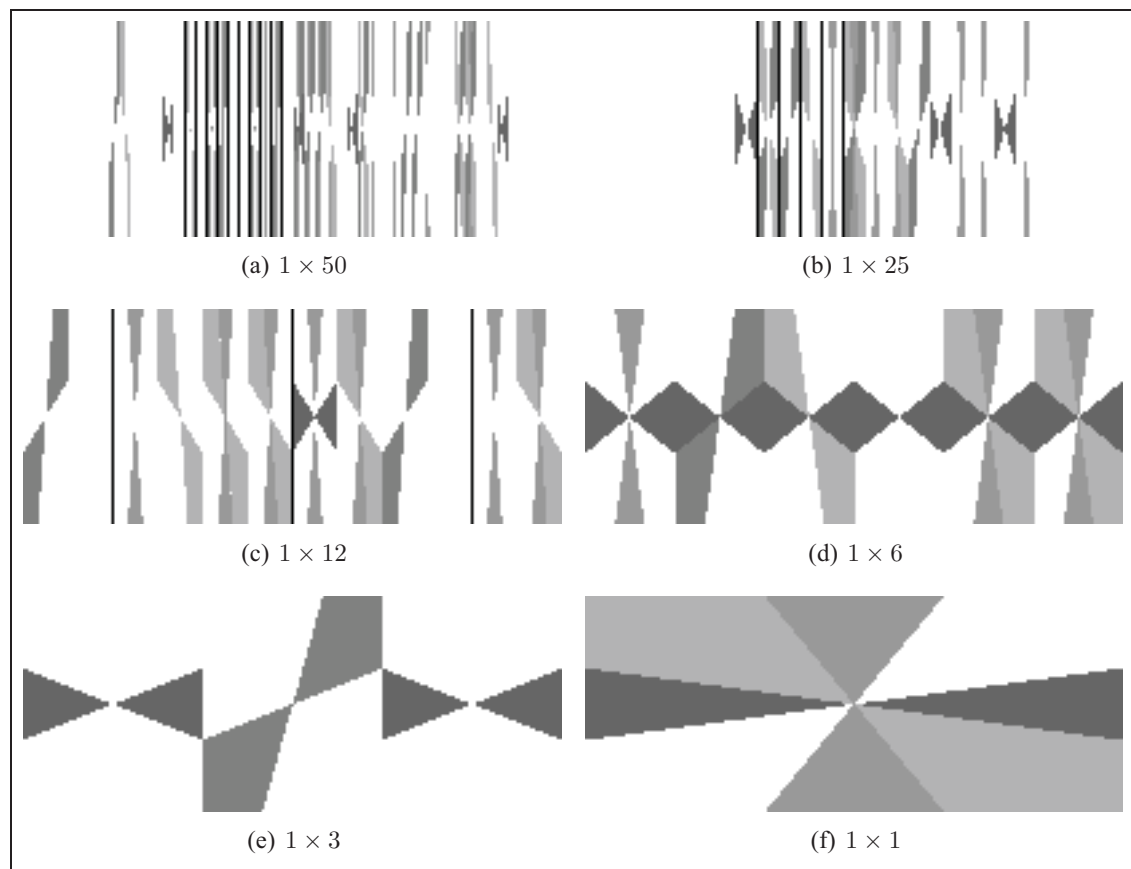 (a) 1 × 50
(b) 1 × 25
(c) 1 × 12
(d) 1 × 6
(e) 1 × 3
(f) 1 × 1